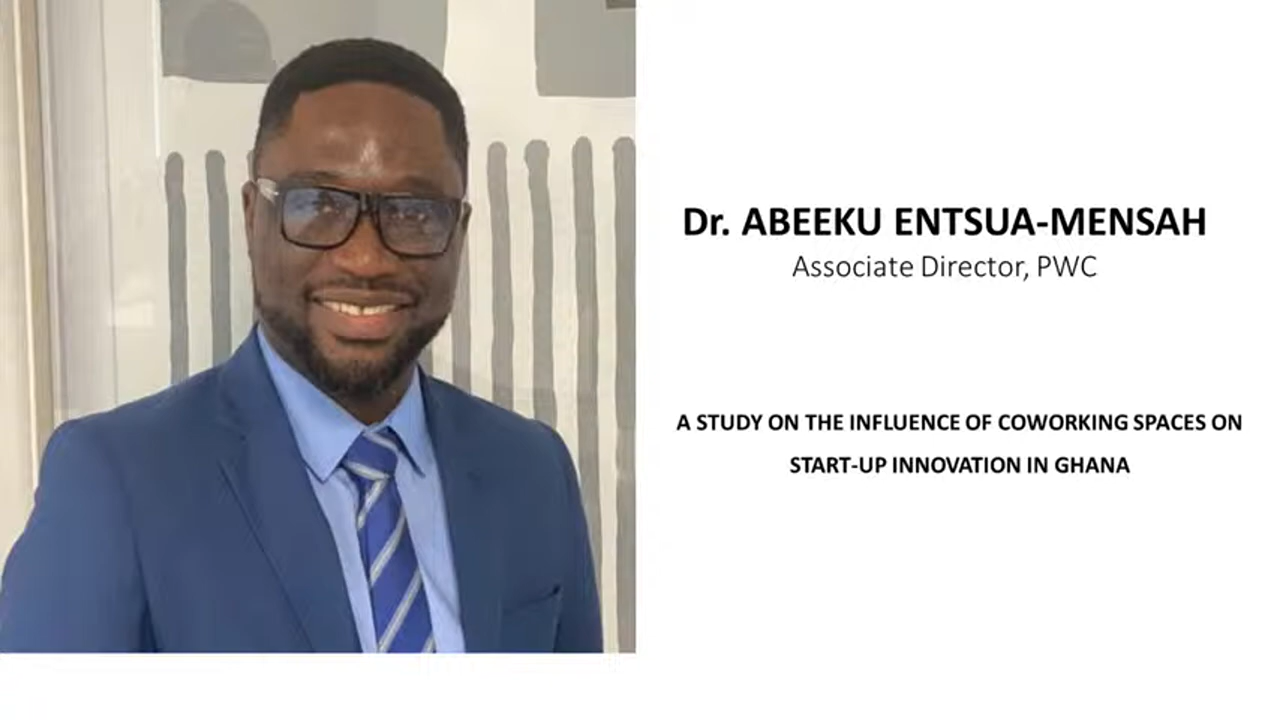 Dr. ABEEKU ENTSUA-MENSAH
Associate Director, PWC
A STUDY ON THE INFLUENCE OF COWORKING SPACES ON
START-UP INNOVATION IN GHANA